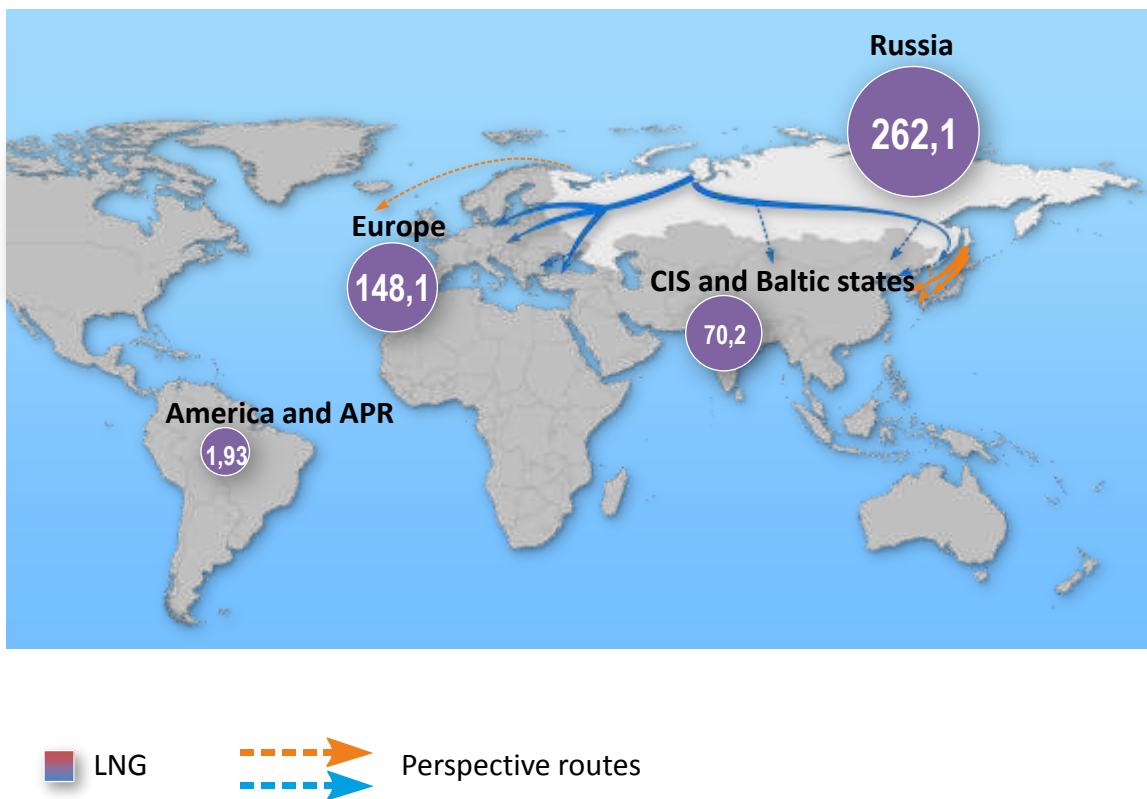 Russia
262,1
Europe
148,1
CIS and Baltic states
70,2
America and APR
1,93
LNG
Perspective routes